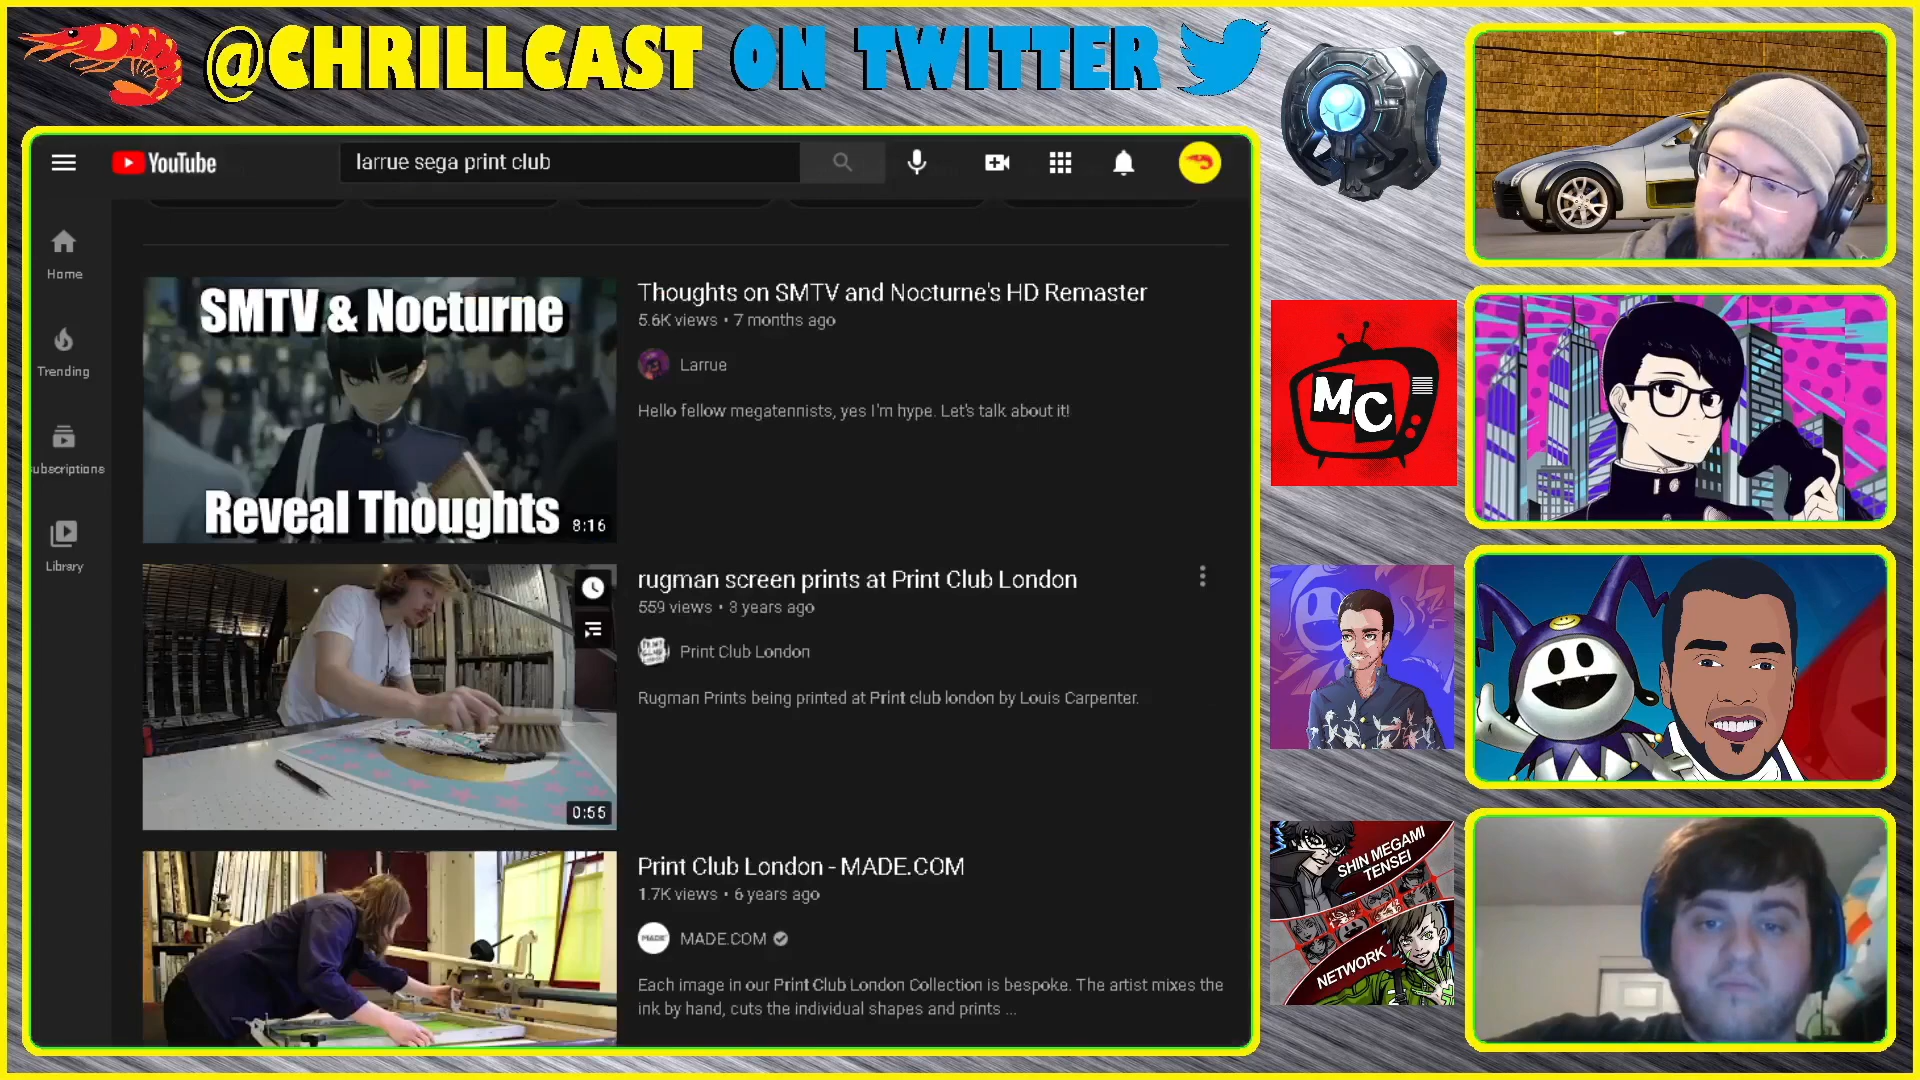 @CHRILLCAST ON TWITTER
YouTube
larrue sega print club
Home
Trending
ubscriptions
Library
SMTV & Nocturne
Reveal Thoughts
8:16
Thoughts on SMTV and Nocturne's HD Remaster
5.6K views • 7 months ago
Larrue
Hello fellow megatennists, yes I'm hype. Let's talk about it!
0:55
rugman screen prints at Print Club London
559 views • 3 years ago
Print Club London
Rugman Prints being printed at Print club london by Louis Carpenter.
Print Club London - MADE.COM
1.7K views • 6 years ago
MADE
MADE.COM
Each image in our Print Club London Collection is bespoke. The artist mixes the
ink by hand, cuts the individual shapes and prints ...
MC
SHIN MEGAMI
TENSEI
NETWORK